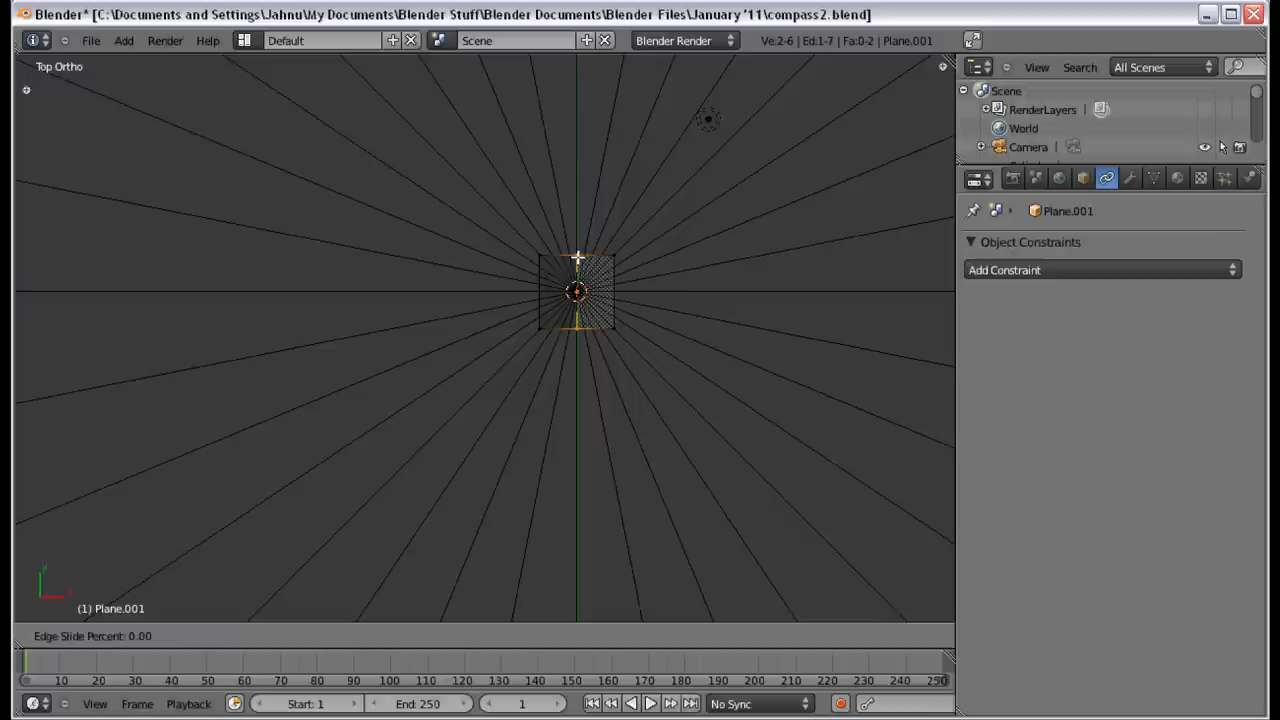 Blender* [C:\Documents and Settings\Jahnu\My Documents\Blender Stuff\Blender Documents\Blender Files\January '11\compass2.blend]
File Add Render Help Default Scene Blender Render Ve:2-6 | Ed:1-7 | Fa:0-2 | Plane.001
Top Ortho
View Search All Scenes
Scene
RenderLayers
World
Camera
Plane.001
Object Constraints
Add Constraint
y
(1) Plane.001
Edge Slide Percent: 0.00
10 20 30 40 50 60 70 80 90 100 110 120 130 140 150 160 170 180 190 200 210 220 230 240 250
View Frame Playback Start: 1 End: 250 1 No Sync